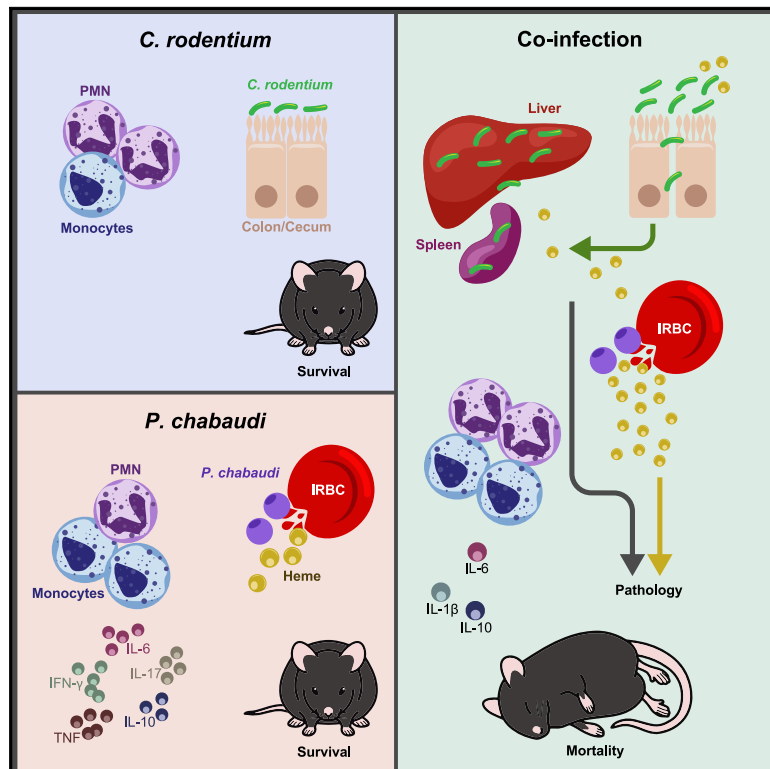 C. rodentium
PMN
Monocytes
C. rodentium
Colon/Cecum
Survival
P. chabaudi
PMN
Monocytes
P. chabaudi
IRBC
Heme
IL-6
IFN-γ
IL-17
TNF
IL-10
Survival
Co-infection
Liver
Spleen
IRBC
IL-6
IL-1β
IL-10
Pathology
Mortality